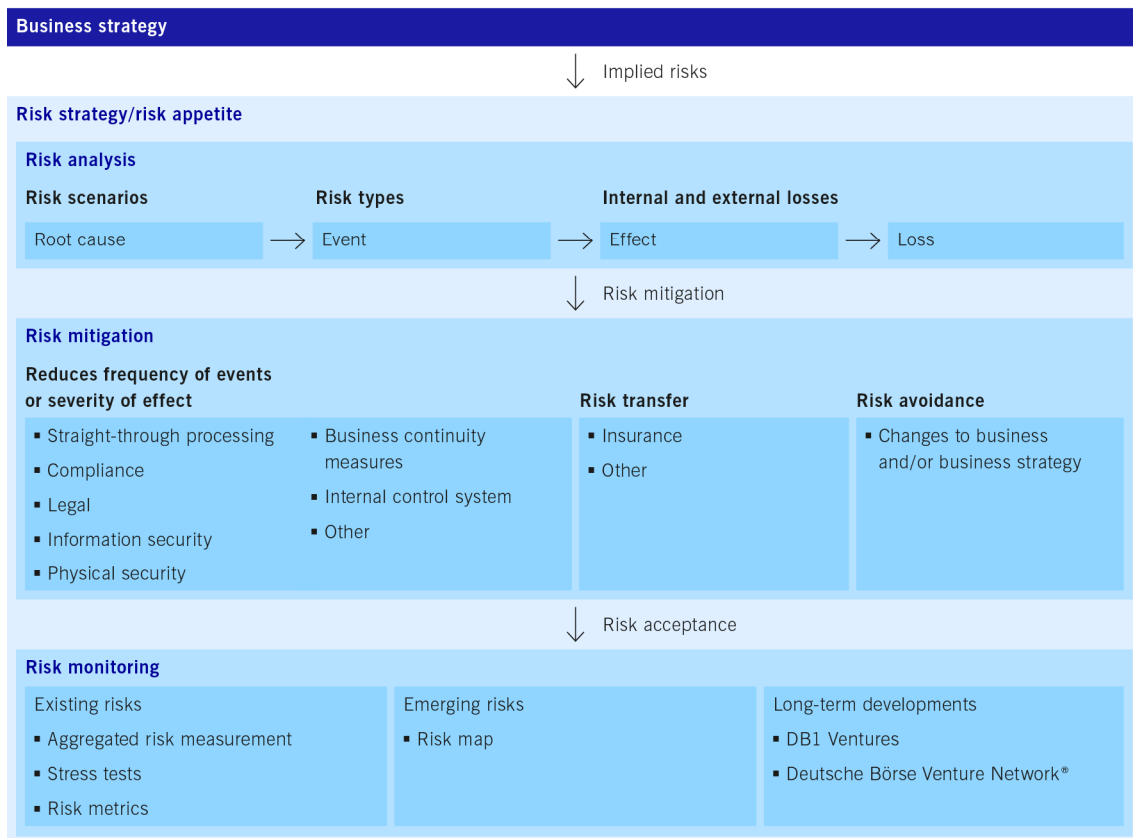 Business strategy
Implied risks
Risk strategy/risk appetite
Risk analysis
Risk scenarios
Risk types
Internal and external losses
Root cause
Event
Effect
Loss
Risk mitigation
Risk mitigation
Reduces frequency of events
or severity of effect
▪ Straight-through processing
▪ Compliance
▪ Legal
▪ Information security
▪ Physical security
▪ Business continuity
measures
▪ Internal control system
▪ Other
Risk transfer
▪ Insurance
▪ Other
Risk avoidance
▪ Changes to business
and/or business strategy
Risk acceptance
Risk monitoring
Existing risks
▪ Aggregated risk measurement
▪ Stress tests
▪ Risk metrics
Emerging risks
▪ Risk map
Long-term developments
▪ DB1 Ventures
▪ Deutsche Börse Venture Network®